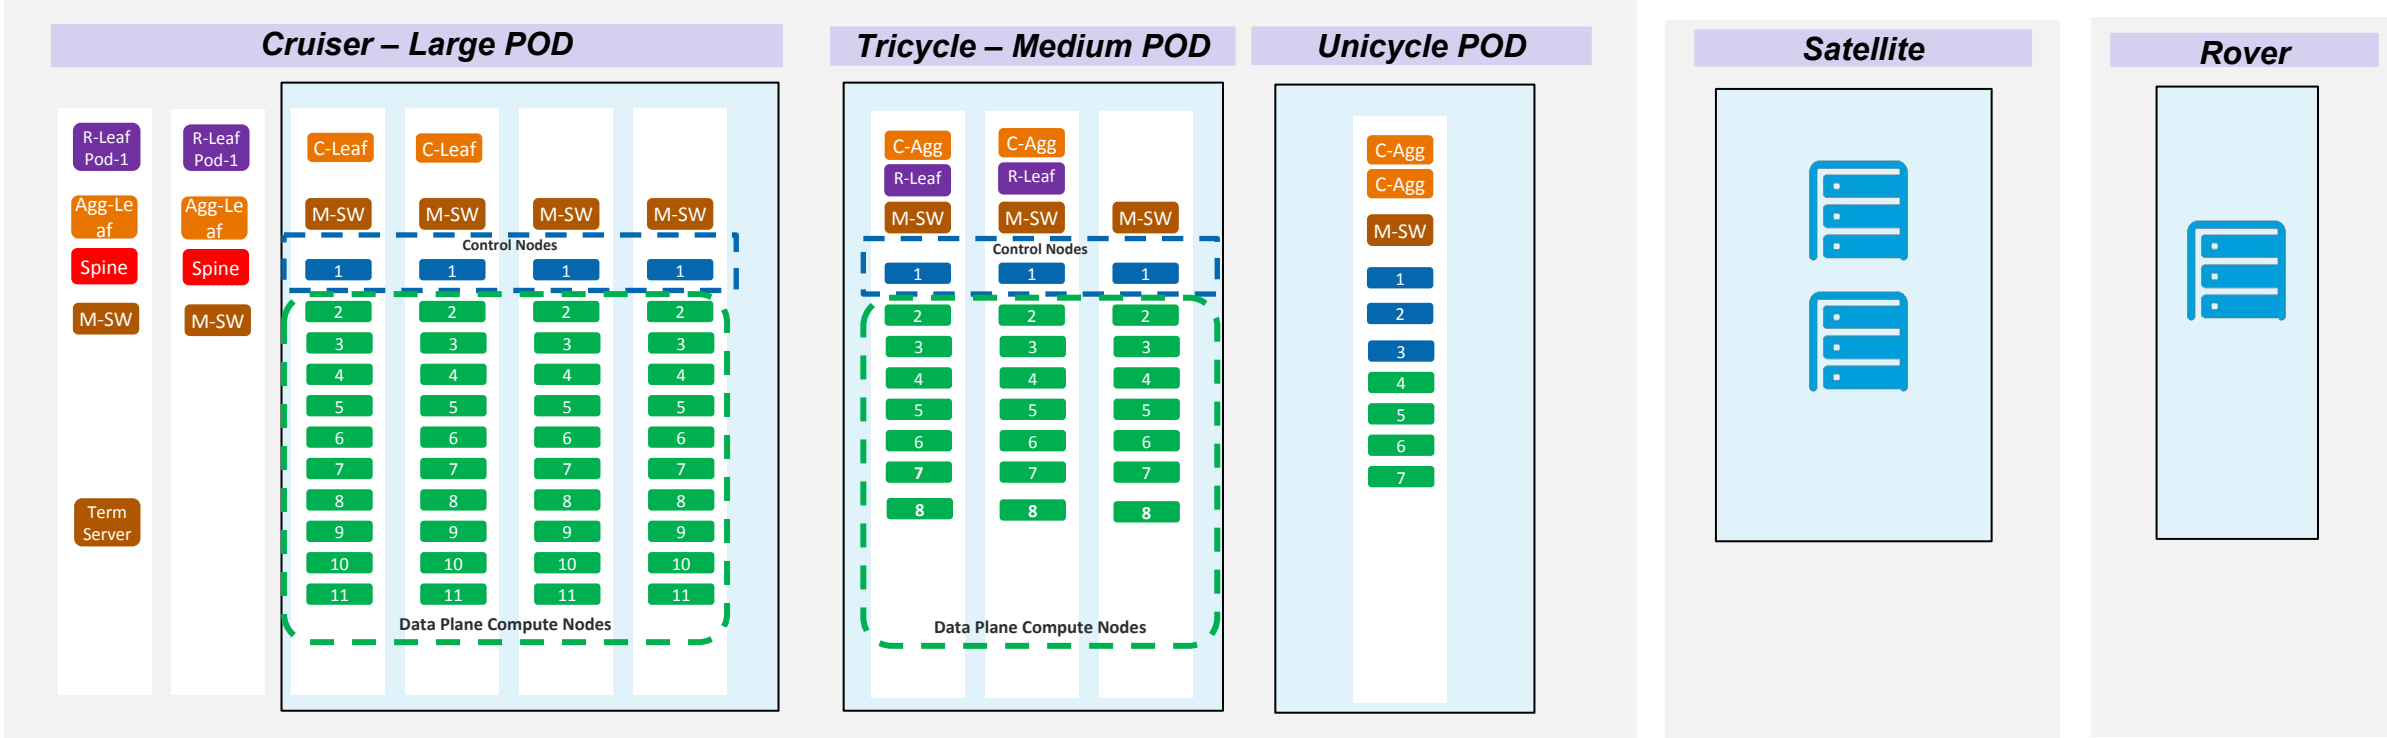 Cruiser – Large POD
R-Leaf
Pod-1
Agg-Le
af
Spine
M-SW
Term
Server
R-Leaf
Pod-1
Agg-Le
af
Spine
M-SW
C-Leaf
C-Leaf
M-SW
M-SW
M-SW
M-SW
Control Nodes
1
1
1
1
2
2
2
2
3
3
3
3
4
4
4
4
5
5
5
5
6
6
6
6
7
7
7
7
8
8
8
8
9
9
9
9
10
10
10
10
11
11
11
11
Data Plane Compute Nodes
Tricycle – Medium POD
C-Agg
C-Agg
R-Leaf
R-Leaf
M-SW
M-SW
M-SW
Control Nodes
1
1
1
2
2
2
3
3
3
4
4
4
5
5
5
6
6
6
7
7
7
8
8
8
Data Plane Compute Nodes
Unicycle POD
C-Agg
C-Agg
M-SW
1
2
3
4
5
6
7
Satellite
Rover